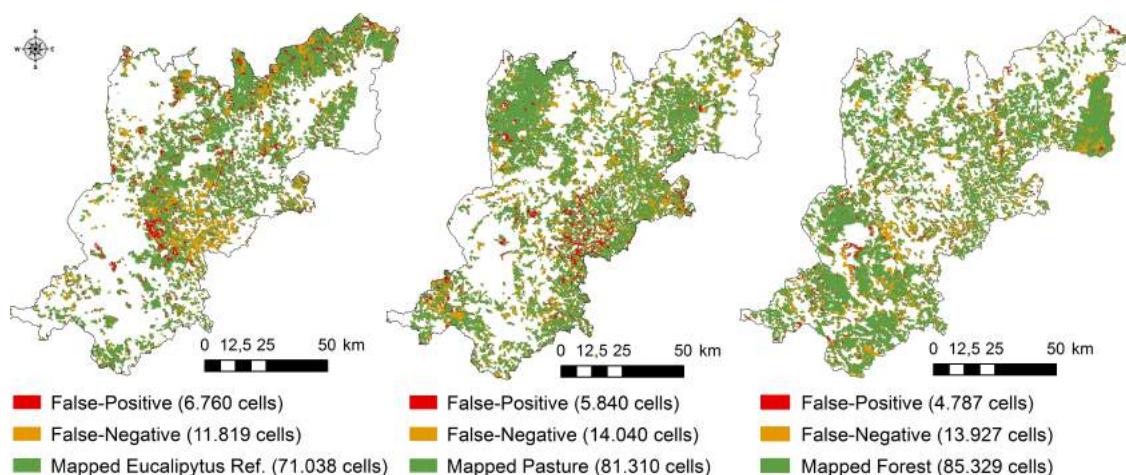 N
W E
S
0 12,5 25 50 km
0 12,5 25 50 km
0 12,5 25 50 km
False-Positive (6.760 cells)
False-Negative (11.819 cells)
Mapped Eucalipytus Ref. (71.038 cells)
False-Positive (5.840 cells)
False-Negative (14.040 cells)
Mapped Pasture (81.310 cells)
False-Positive (4.787 cells)
False-Negative (13.927 cells)
Mapped Forest (85.329 cells)